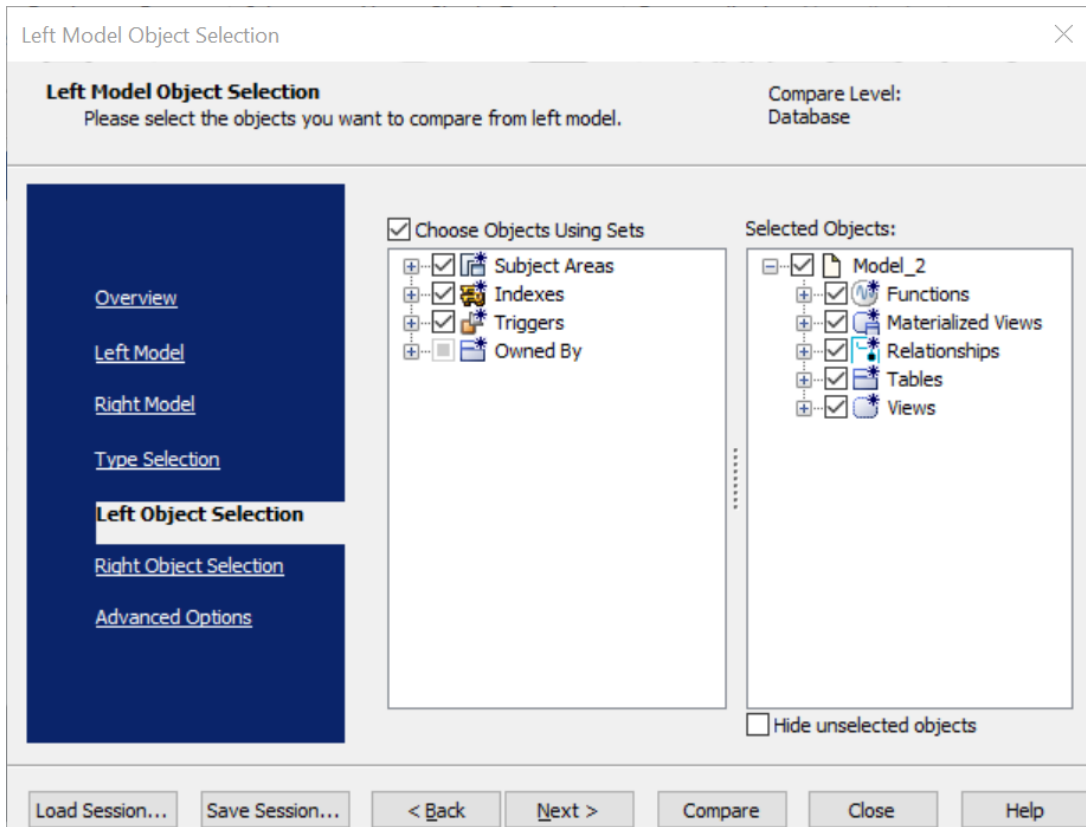 Left Model Object Selection
Left Model Object Selection
Please select the objects you want to compare from left model.
Compare Level:
Database
Overview
Left Model
Right Model
Type Selection
Left Object Selection
Right Object Selection
Advanced Options
Choose Objects Using Sets
Subject Areas
Indexes
Triggers
Owned By
Selected Objects:
Model_2
Functions
Materialized Views
Relationships
Tables
Views
Hide unselected objects
Load Session...
Save Session...
< Back
Next >
Compare
Close
Help